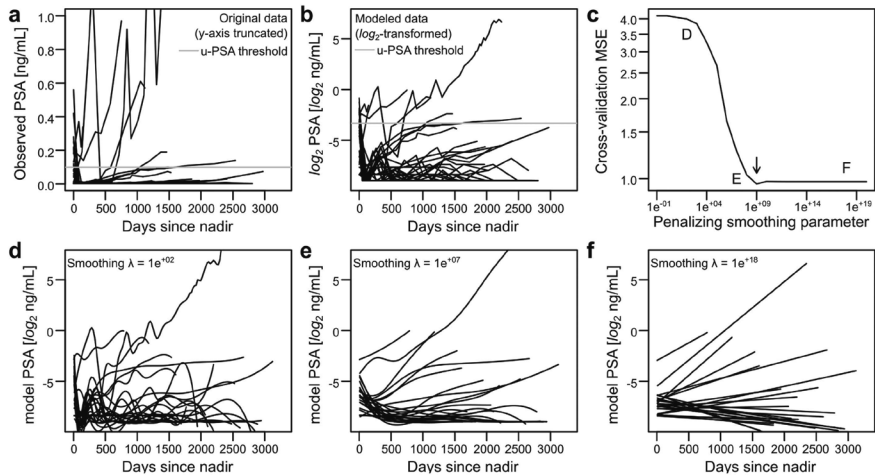 a
Original data
(y-axis truncated)
u-PSA threshold
Observed PSA [ng/mL]
1.0
0.8
0.6
0.4
0.2
0.0
0 500 1000 1500 2000 2500 3000
Days since nadir
b
Modeled data
(log2-transformed)
u-PSA threshold
log2 PSA [log2 ng/mL]
5
0
-5
0 500 1000 1500 2000 2500 3000
Days since nadir
c
Cross-validation MSE
4.0
3.0
2.5
2.0
1.5
1.0
D
E
F
1e-01 1e+04 1e+09 1e+14 1e+19
Penalizing smoothing parameter
d
Smoothing λ = 1e+02
model PSA [log2 ng/mL]
5
0
-5
0 500 1000 1500 2000 2500 3000
Days since nadir
e
Smoothing λ = 1e+07
model PSA [log2 ng/mL]
5
0
-5
0 500 1000 1500 2000 2500 3000
Days since nadir
f
Smoothing λ = 1e+18
model PSA [log2 ng/mL]
5
0
-5
0 500 1000 1500 2000 2500 3000
Days since nadir